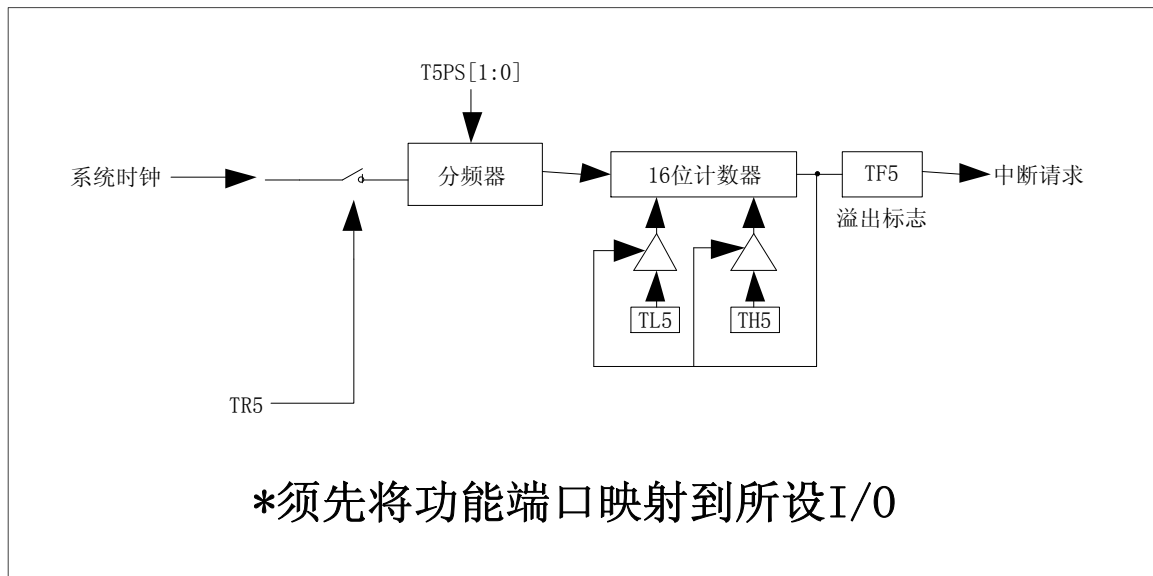 T5PS[1:0]
系统时钟
分频器
16位计数器
TF5
中断请求
溢出标志
TL5
TH5
TR5
*须先将功能端口映射到所设I/O